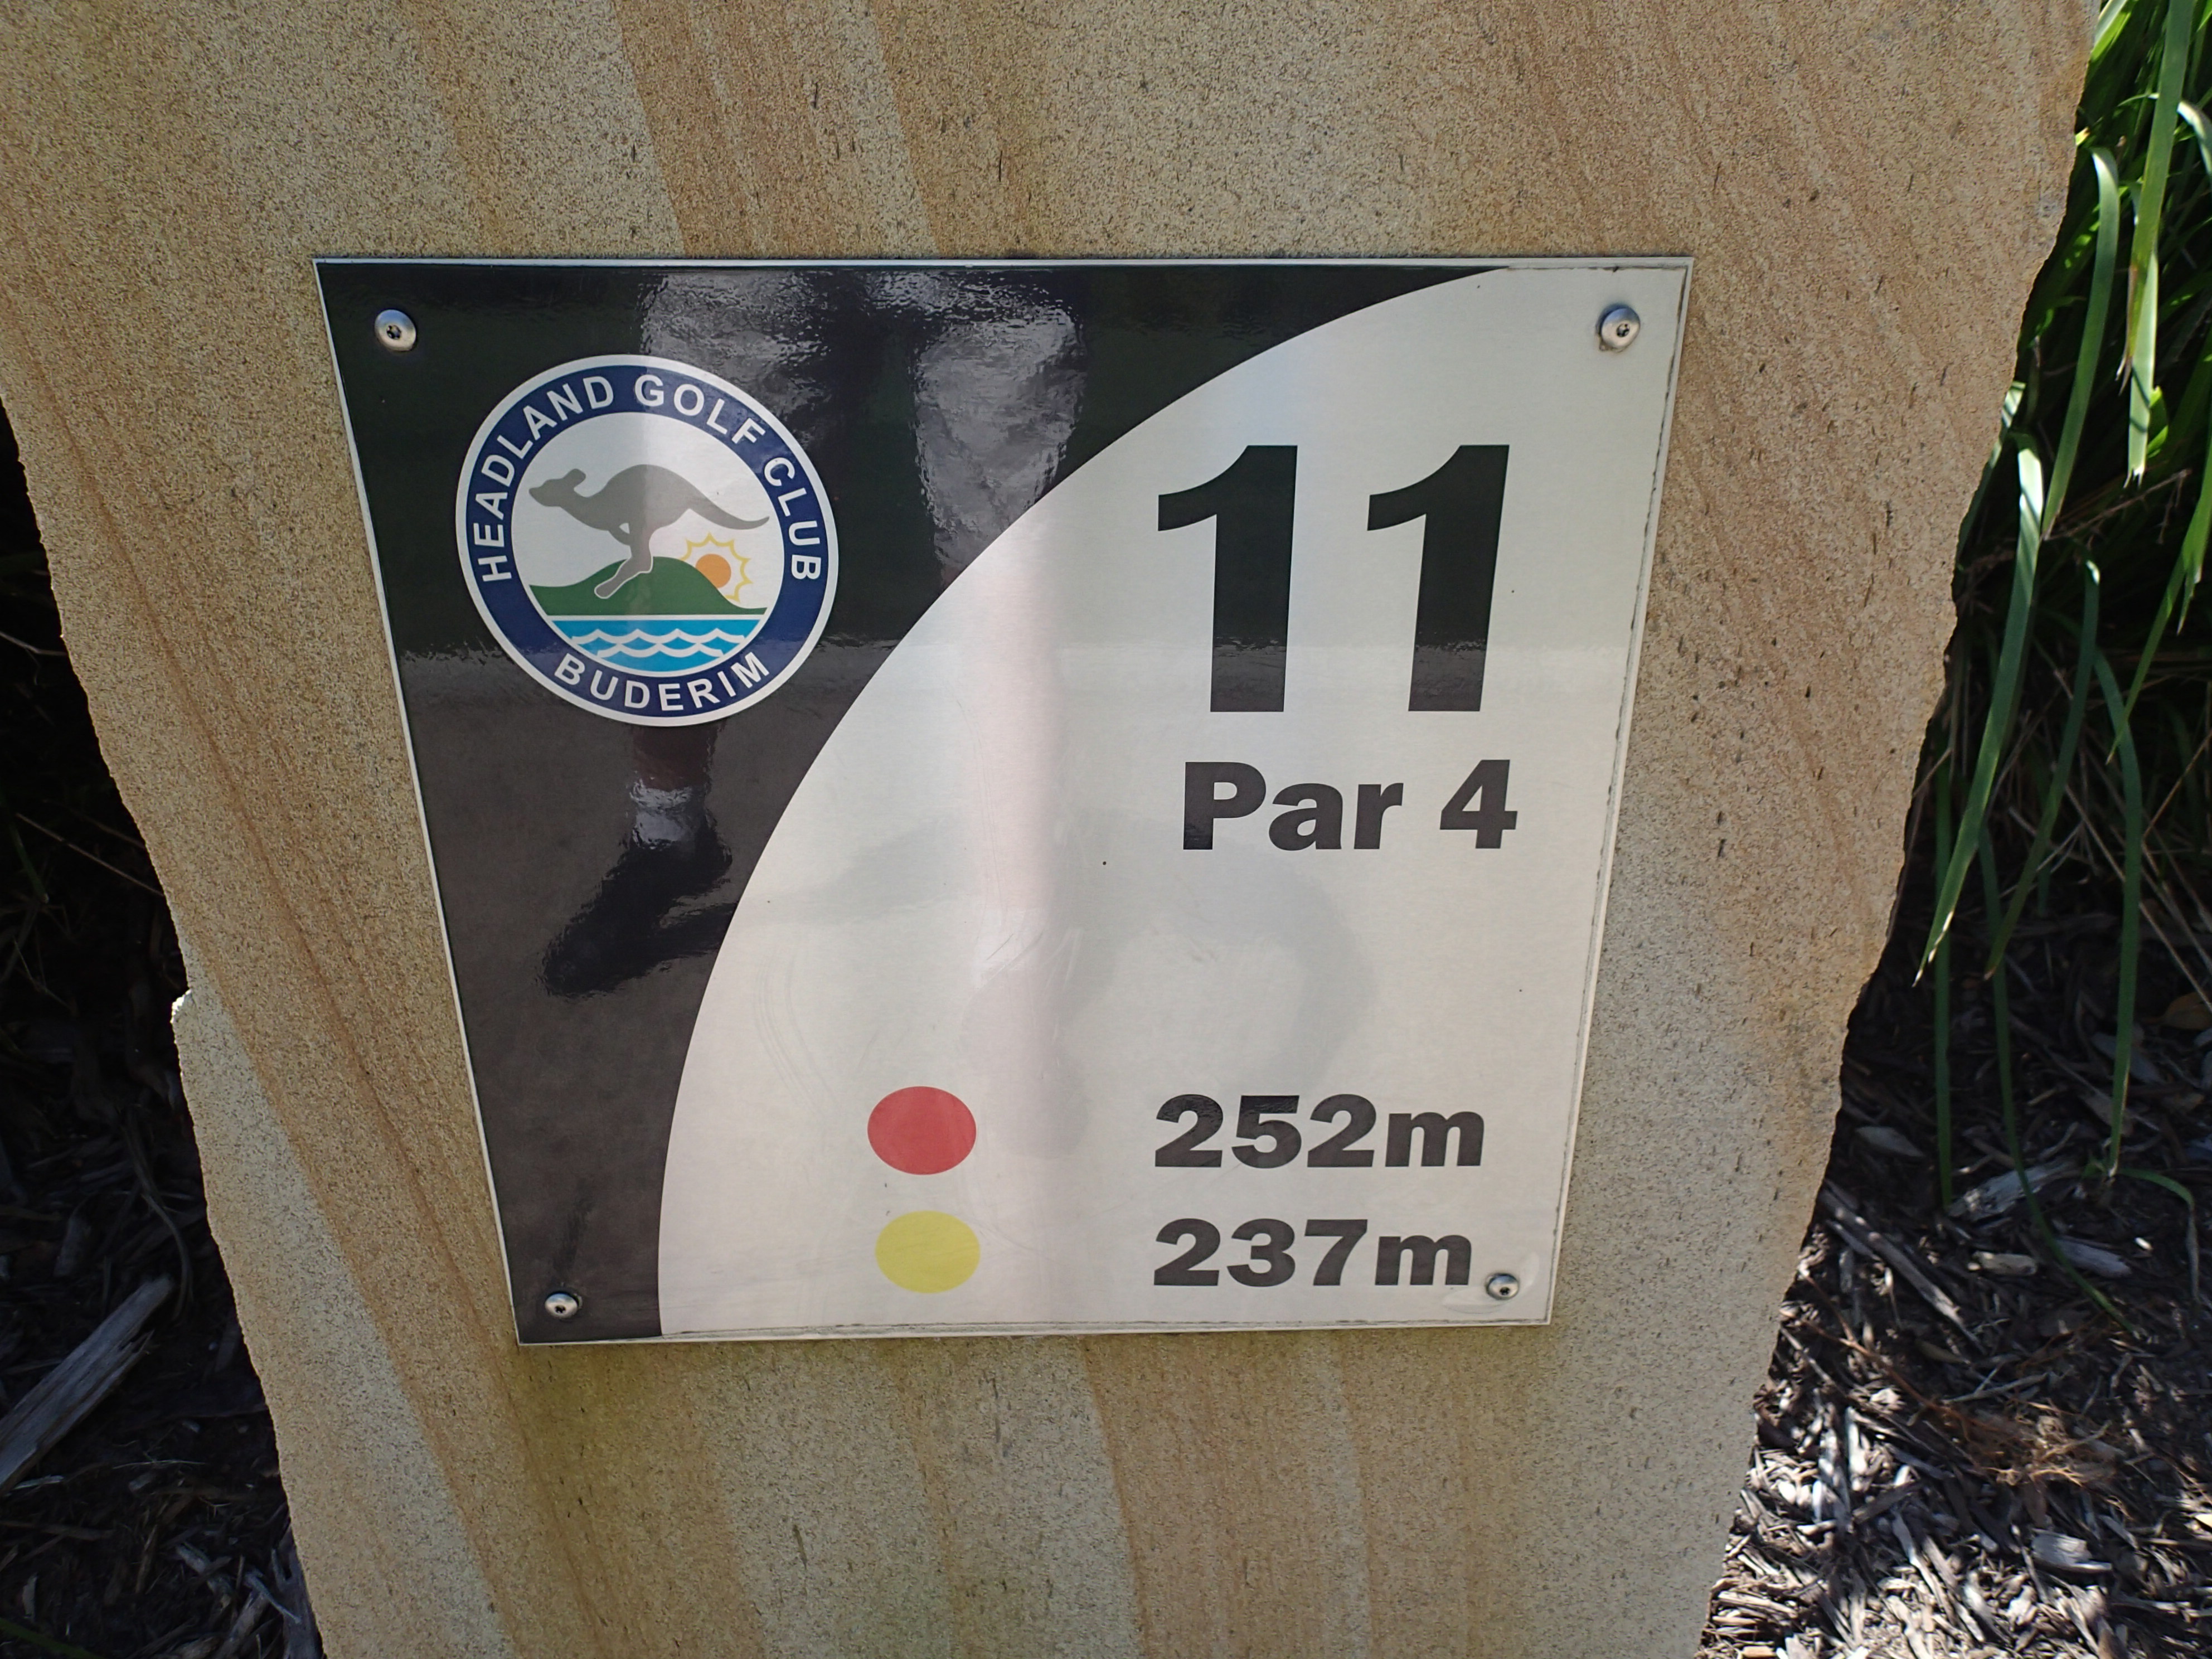 HEADLAND GOLF CLUB
BUDERIM
11
Par 4
252m
237m